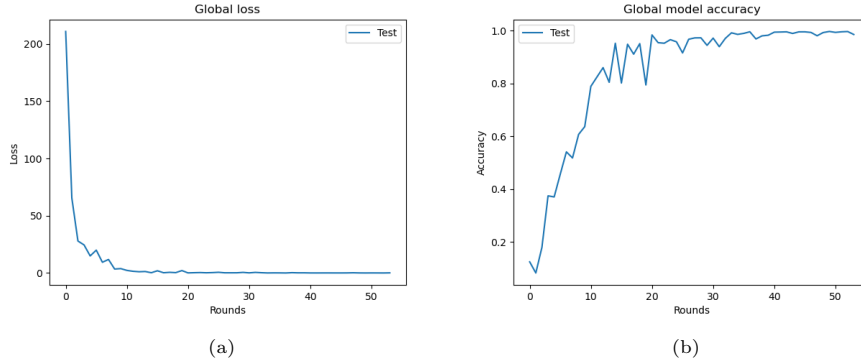 Global loss
Test
200
150
100
50
0
Loss
0 10 20 30 40 50
Rounds
(a)
Global model accuracy
Test
1.0
0.8
0.6
0.4
0.2
Accuracy
0 10 20 30 40 50
Rounds
(b)